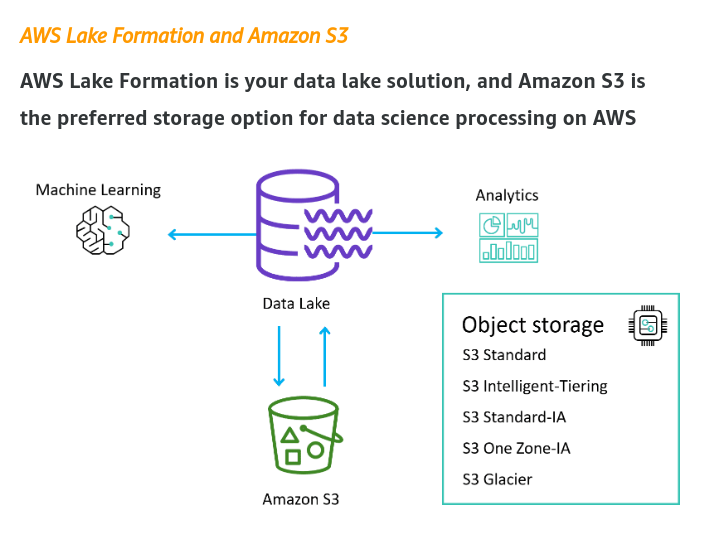 AWS Lake Formation and Amazon S3
AWS Lake Formation is your data lake solution, and Amazon S3 is
the preferred storage option for data science processing on AWS
Machine Learning
Analytics
Data Lake
Object storage
S3 Standard
S3 Intelligent-Tiering
S3 Standard-IA
S3 One Zone-IA
S3 Glacier
Amazon S3